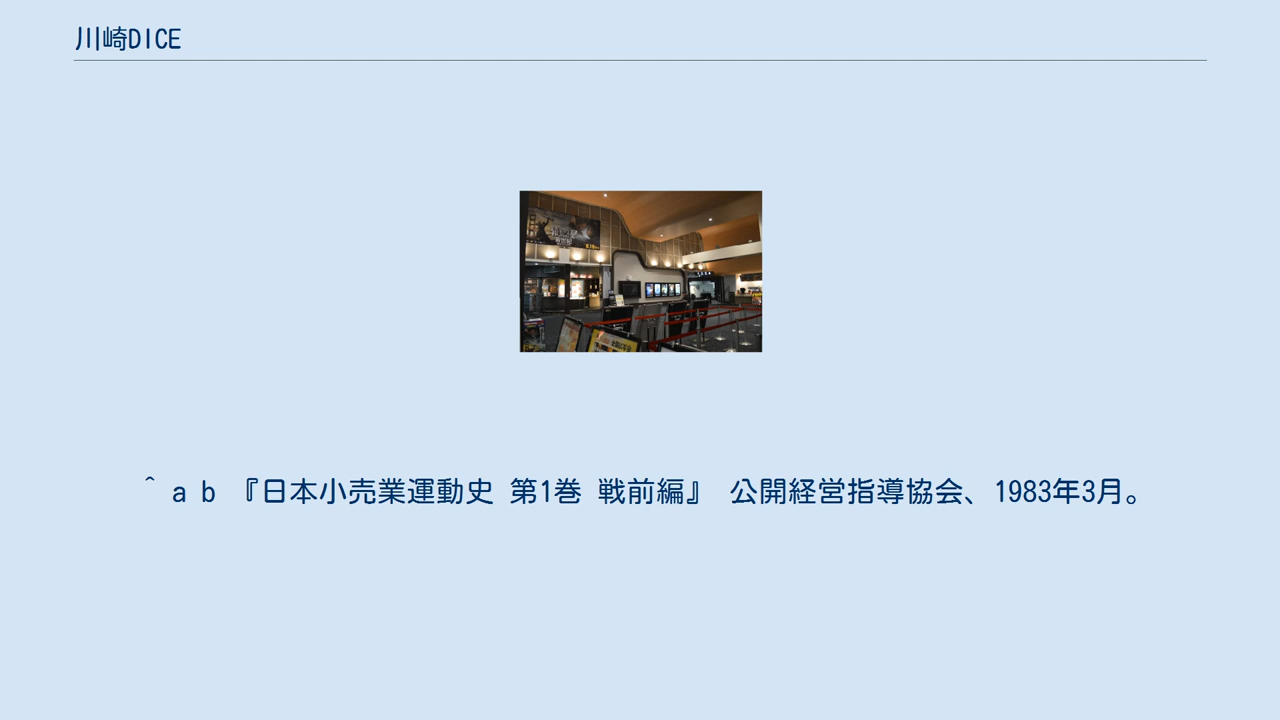 川崎DICE
^ a b 『日本小売業運動史 第1巻 戦前編』 公開経営指導協会、1983年3月。